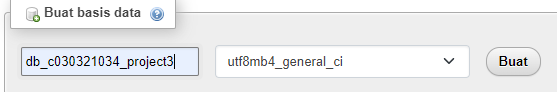 Buat basis data
db_c030321034_project3
utf8mb4_general_ci
Buat